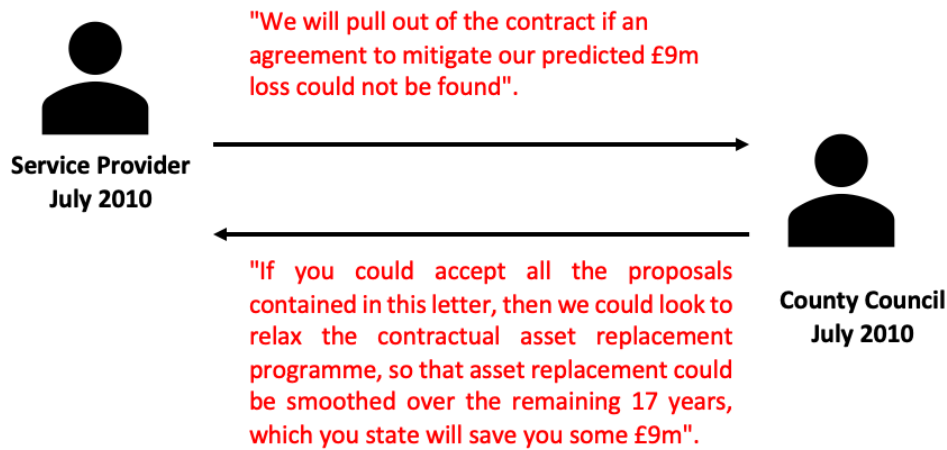 "We will pull out of the contract if an
agreement to mitigate our predicted £9m
loss could not be found".
Service Provider
July 2010
"If you could accept all the proposals
contained in this letter, then we could look to
relax the contractual asset replacement
programme, so that asset replacement could
be smoothed over the remaining 17 years,
which you state will save you some £9m".
County Council
July 2010